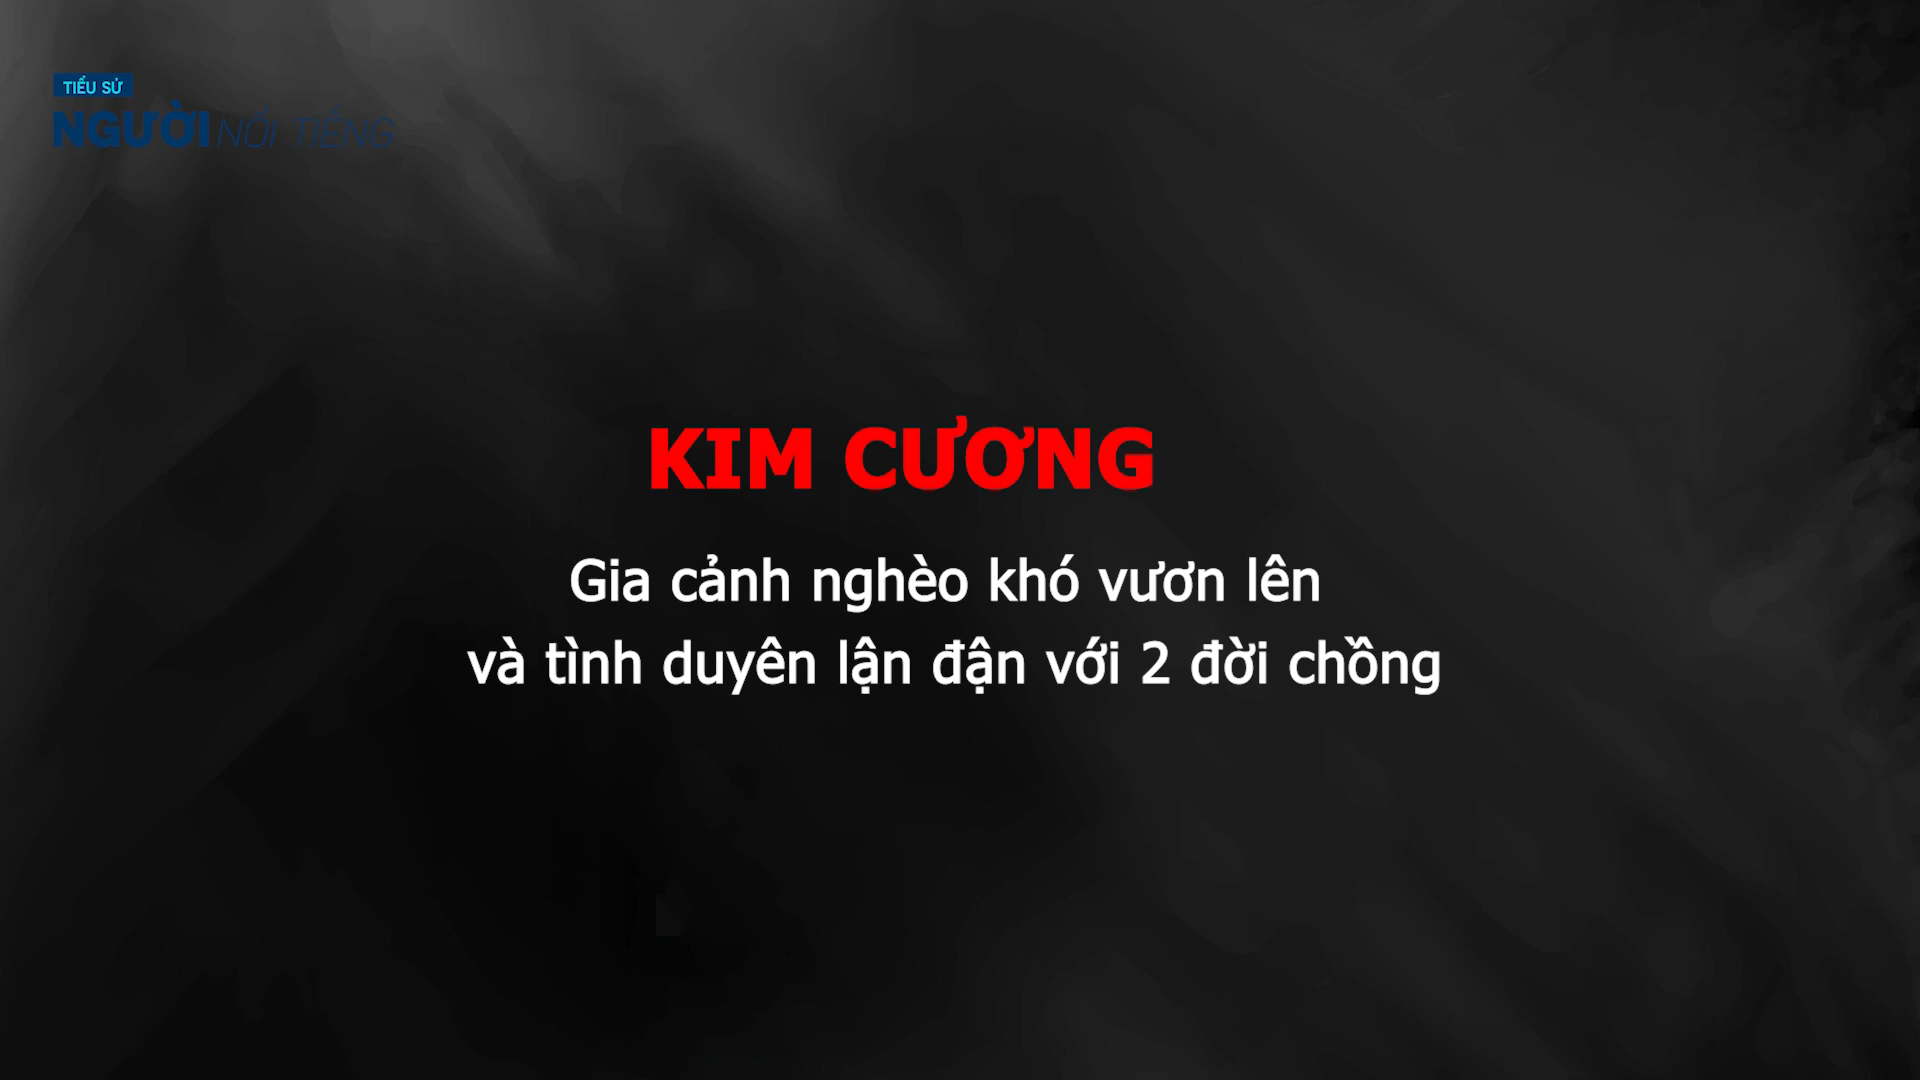 TIỂU SỬ
NGƯỜI NỔI TIẾNG
KIM CƯƠNG
Gia cảnh nghèo khó vươn lên
và tình duyên lận đận với 2 đời chồng